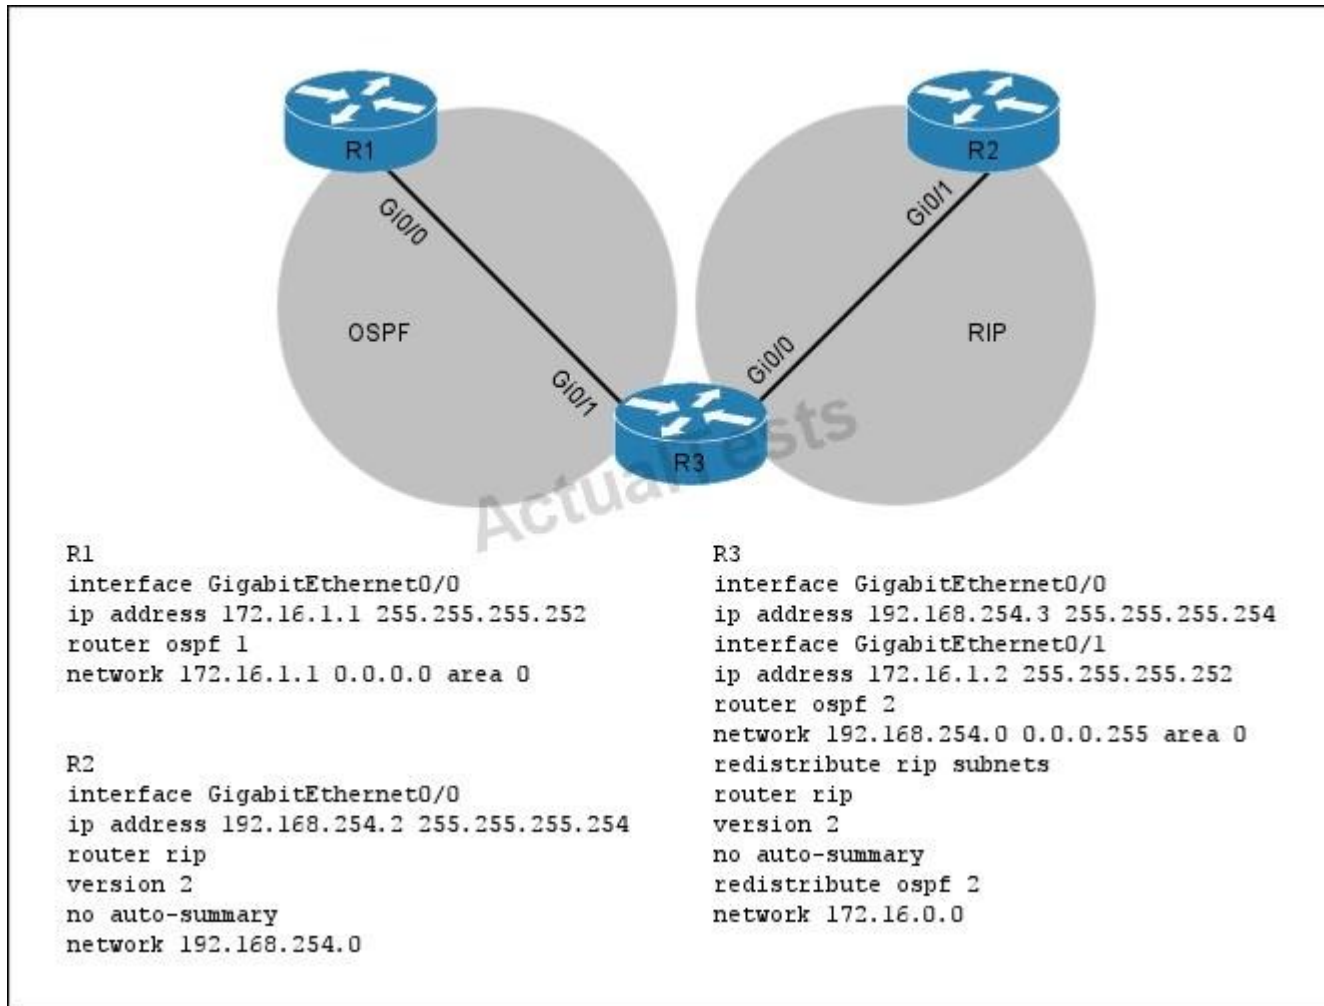 R1
R2
Gi0/0
Gi0/1
OSPF
RIP
Gi0/1
Gi0/0
R3
ActualTests
R1
interface GigabitEthernet0/0
ip address 172.16.1.1 255.255.255.252
router ospf 1
network 172.16.1.1 0.0.0.0 area 0
R2
interface GigabitEthernet0/0
ip address 192.168.254.2 255.255.255.254
router rip
version 2
no auto-summary
network 192.168.254.0
R3
interface GigabitEthernet0/0
ip address 192.168.254.3 255.255.255.254
interface GigabitEthernet0/1
ip address 172.16.1.2 255.255.255.252
router ospf 2
network 192.168.254.0 0.0.0.255 area 0
redistribute rip subnets
router rip
version 2
no auto-summary
redistribute ospf 2
network 172.16.0.0